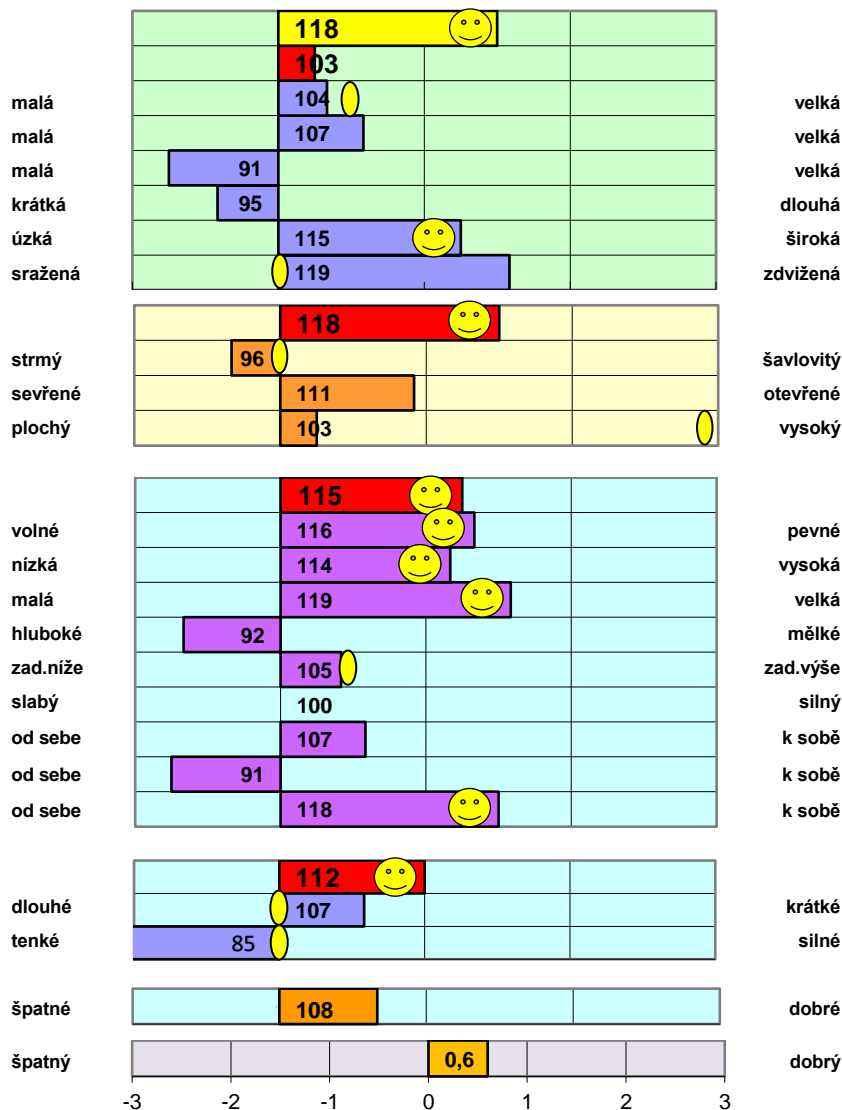 118
103
malá 104 velká
malá 107 velká
malá 91 velká
krátká 95 dlouhá
úzká 115 široká
sražená 119 zdvižená
118
strmý 96 šavlovitý
sevřené 111 otevřené
plochý 103 vysoký
115
volné 116 pevné
nízká 114 vysoká
malá 119 velká
hluboké 92 mělké
zad.níže 105 zad.výše
slabý 100 silný
od sebe 107 k sobě
od sebe 91 k sobě
od sebe 118 k sobě
112
dlouhé 107 krátké
tenké 85 silné
špatné 108 dobré
špatný 0,6 dobrý
-3 -2 -1 0 1 2 3